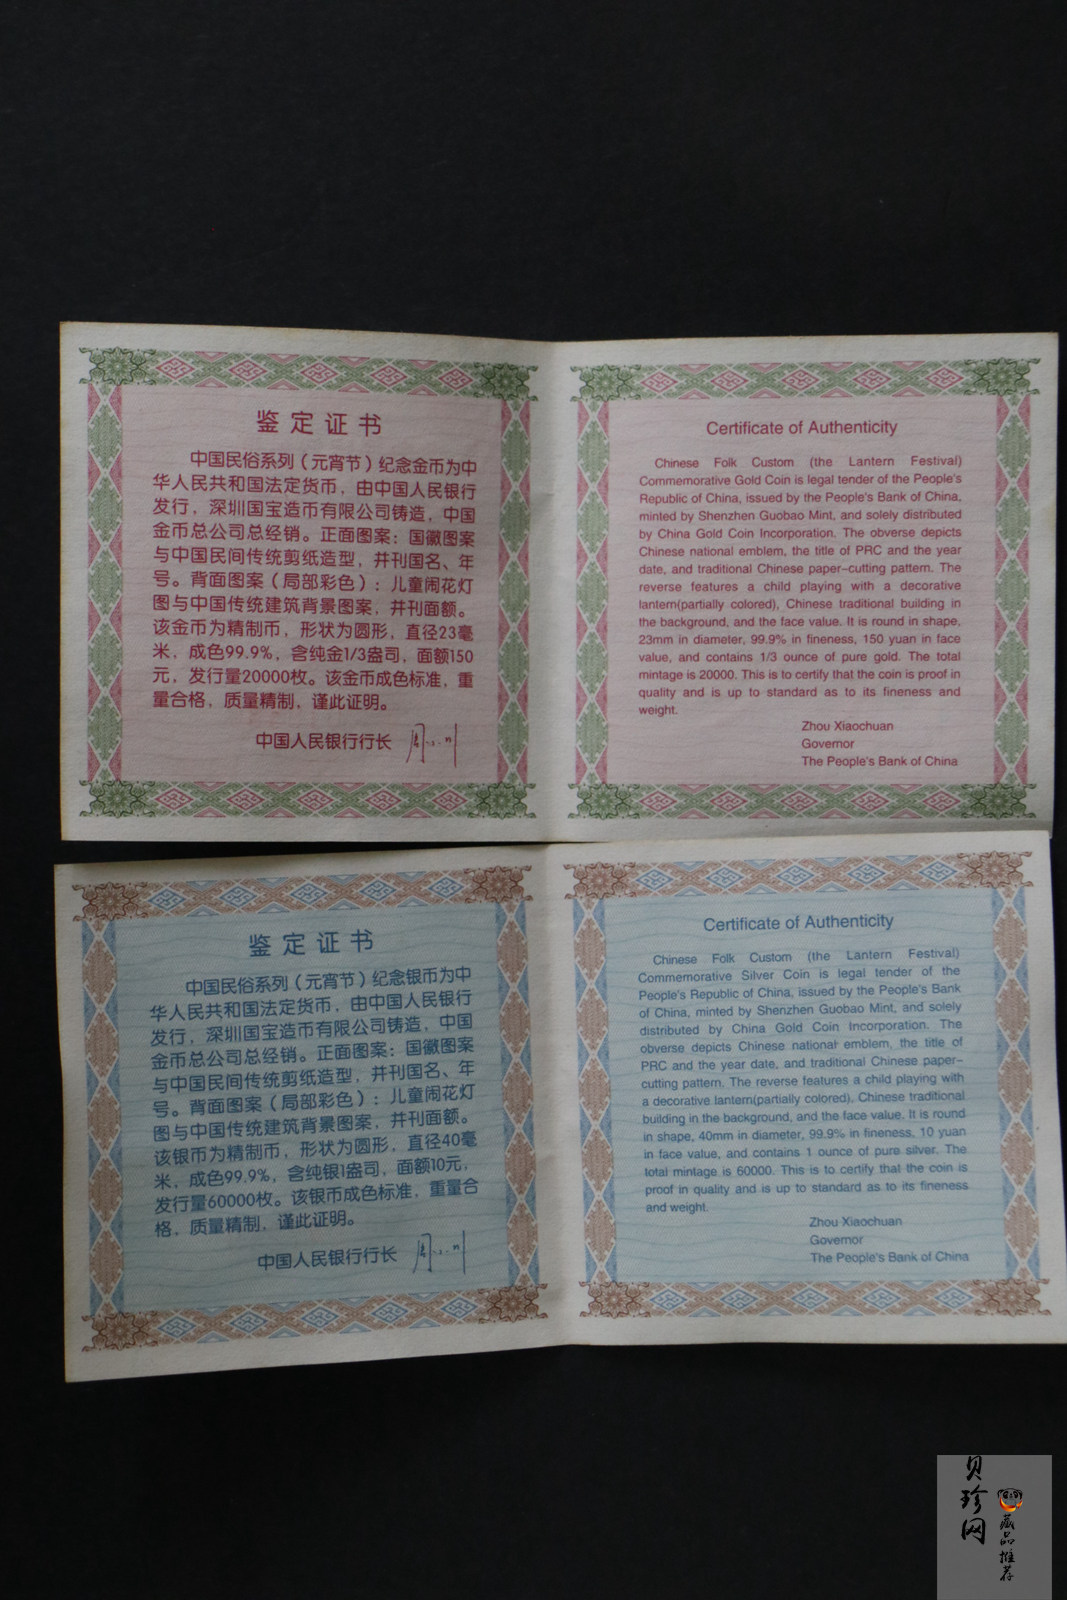 鉴定证书
中国民俗系列（元宵节）纪念金币为中
华人民共和国法定货币，由中国人民银行
发行，深圳国宝造币有限公司铸造，中国
金币总公司总经销。正面图案：国徽图案
与中国民间传统剪纸造型，并刊国名、年
号。背面图案（局部彩色）：儿童闹花灯
图与中国传统建筑背景图案，并刊面额。
该金币为精制币，形状为圆形，直径23毫
米，成色99.9%，含纯金1/3盎司，面额150
元，发行量20000枚。该金币成色标准，重
量合格，质量精制，谨此证明。
中国人民银行行长
Certificate of Authenticity
Chinese Folk Custom (the Lantern Festival)
Commemorative Gold Coin is legal tender of the People's
Republic of China, issued by the People's Bank of China,
minted by Shenzhen Guobao Mint, and solely distributed
by China Gold Coin Incorporation. The obverse depicts
Chinese national emblem, the title of PRC and the year
date, and traditional Chinese paper-cutting pattern. The
reverse features a child playing with a decorative
lantern(partially colored), Chinese traditional building in
the background, and the face value. It is round in shape,
23mm in diameter, 99.9% in fineness, 150 yuan in face
value, and contains 1/3 ounce of pure gold. The total
mintage is 20000. This is to certify that the coin is proof in
quality and is up to standard as to its fineness and
weight.
Zhou Xiaochuan
Governor
The People's Bank of China
鉴定证书
中国民俗系列（元宵节）纪念银币为中
华人民共和国法定货币，由中国人民银行
发行，深圳国宝造币有限公司铸造，中国
金币总公司总经销。正面图案：国徽图案
与中国民间传统剪纸造型，并刊国名、年
号。背面图案（局部彩色）：儿童闹花灯
图与中国传统建筑背景图案，并刊面额。
该银币为精制币，形状为圆形，直径40毫
米，成色99.9%，含纯银1盎司，面额10元，
发行量60000枚。该银币成色标准，重量合
格，质量精制，谨此证明。
中国人民银行行长
Certificate of Authenticity
Chinese Folk Custom (the Lantern Festival)
Commemorative Silver Coin is legal tender of the
People's Republic of China, issued by the People's Bank
of China, minted by Shenzhen Guobao Mint, and solely
distributed by China Gold Coin Incorporation. The
obverse depicts Chinese national emblem, the title of
PRC and the year date, and traditional Chinese paper-
cutting pattern. The reverse features a child playing with
a decorative lantern(partially colored), Chinese traditional
building in the background, and the face value. It is round
in shape, 40mm in diameter, 99.9% in fineness, 10 yuan
in face value, and contains 1 ounce of pure silver. The
total mintage is 60000. This is to certify that the coin is
proof in quality and is up to standard as to its fineness
and weight.
Zhou Xiaochuan
Governor
The People's Bank of China
贝珍网
藏品推荐